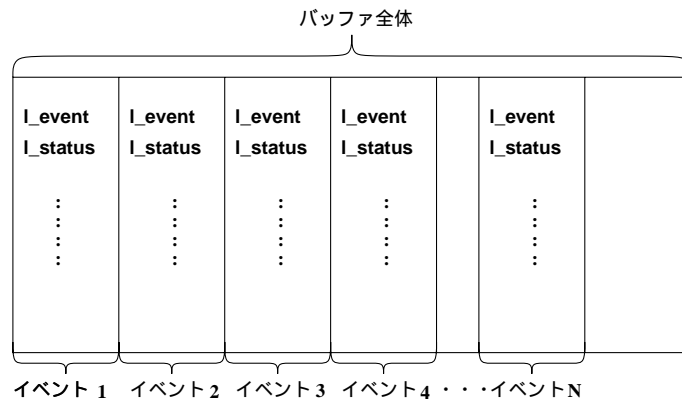 バッファ全体
l_event l_event l_event l_event l_event
l_status l_status l_status l_status l_status
イベント 1 イベント 2 イベント 3 イベント 4 ・・・イベント N